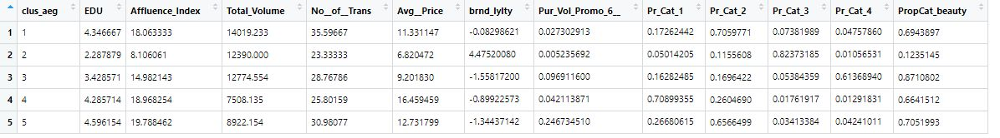 clus_aeg EDU Affluence_Index Total_Volume No__of__Trans Avg__Price brnd_lylty Pur_Vol_Promo_6__ Pr_Cat_1 Pr_Cat_2 Pr_Cat_3 Pr_Cat_4 PropCat_beauty
1 1 4.346667 18.063333 14019.233 35.59667 11.331147 -0.08298621 0.027302913 0.17262442 0.7059771 0.07381989 0.04757860 0.6943897
2 2 2.287879 8.106061 12390.000 23.33333 6.820472 4.47520080 0.005235692 0.05014205 0.1155608 0.82373185 0.01056531 0.1235145
3 3 3.428571 14.982143 12774.554 28.76786 9.201830 -1.55817200 0.096911600 0.16282485 0.1696422 0.05384359 0.61368940 0.8710802
4 4 4.285714 18.968254 7508.135 25.80159 16.459459 -0.89922573 0.042113871 0.70899355 0.2604690 0.01761917 0.01291831 0.6641512
5 5 4.596154 19.788462 8922.154 30.98077 12.731799 -1.34437142 0.246734510 0.26680615 0.6566499 0.03413384 0.04241011 0.7051993